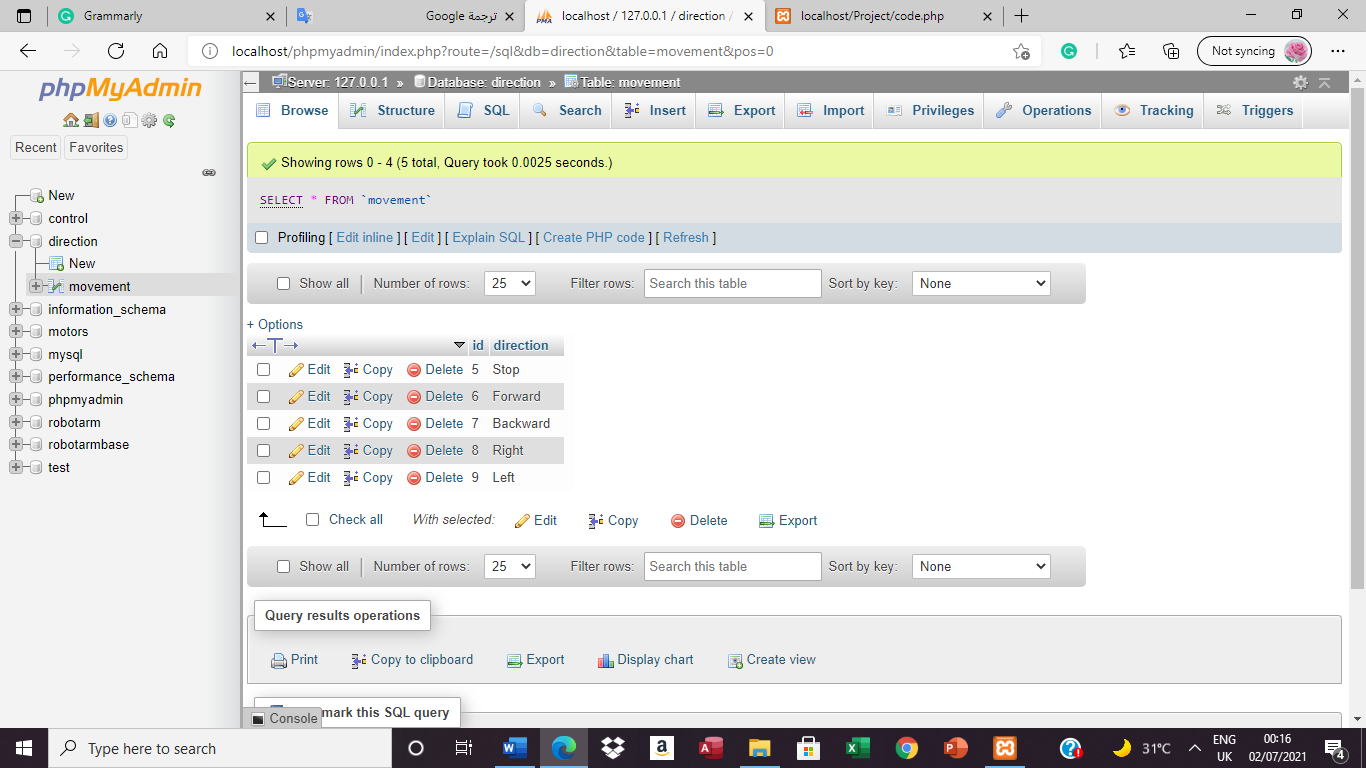 Grammarly
Google ترجمة
localhost / 127.0.0.1 / direction /
localhost/Project/code.php
localhost/phpmyadmin/index.php?route=/sql&db=direction&table=movement&pos=0
Not syncing
phpMyAdmin
Recent
Favorites
New
control
direction
New
movement
information_schema
motors
mysql
performance_schema
phpmyadmin
robotarm
robotarmbase
test
Server: 127.0.0.1 » Database: direction » Table: movement
Browse Structure SQL Search Insert Export Import Privileges Operations Tracking Triggers
Showing rows 0 - 4 (5 total, Query took 0.0025 seconds.)
SELECT * FROM `movement`
Profiling [ Edit inline ] [ Edit ] [ Explain SQL ] [ Create PHP code ] [ Refresh ]
Show all Number of rows: 25 Filter rows: Search this table Sort by key: None
+ Options
id direction
Edit Copy Delete 5 Stop
Edit Copy Delete 6 Forward
Edit Copy Delete 7 Backward
Edit Copy Delete 8 Right
Edit Copy Delete 9 Left
Check all With selected: Edit Copy Delete Export
Show all Number of rows: 25 Filter rows: Search this table Sort by key: None
Query results operations
Print Copy to clipboard Export Display chart Create view
mark this SQL query
Console
Type here to search
31°C
ENG
UK
00:16
02/07/2021
4